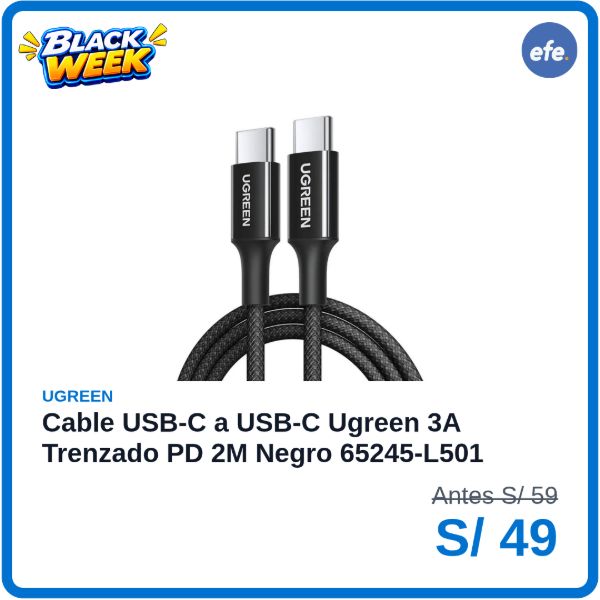 BLACK
WEEK
efe.
UGREEN
UGREEN
UGREEN
Cable USB-C a USB-C Ugreen 3A
Trenzado PD 2M Negro 65245-L501
Antes S/ 59
S/ 49